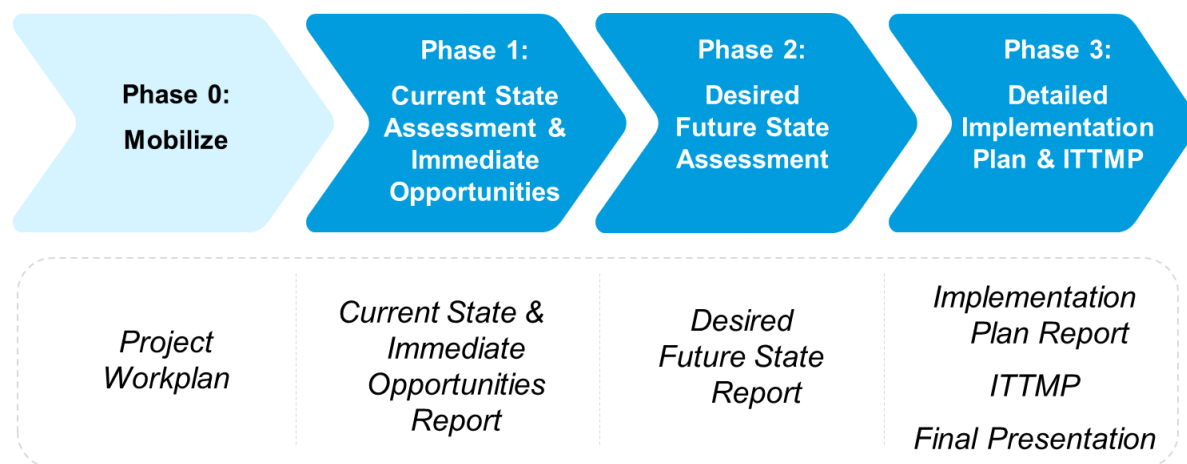 Phase 0:
Mobilize
Phase 1:
Current State
Assessment &
Immediate
Opportunities
Phase 2:
Desired
Future State
Assessment
Phase 3:
Detailed
Implementation
Plan & ITTMP
Project
Workplan
Current State &
Immediate
Opportunities
Report
Desired
Future State
Report
Implementation
Plan Report
ITTMP
Final Presentation